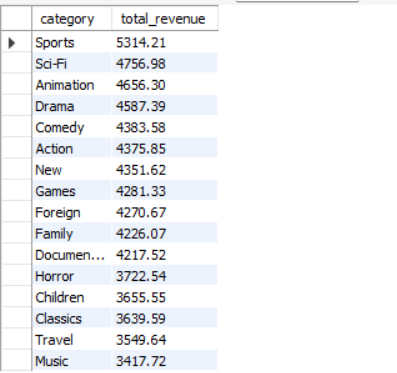 category total_revenue
Sports 5314.21
Sci-Fi 4756.98
Animation 4656.30
Drama 4587.39
Comedy 4383.58
Action 4375.85
New 4351.62
Games 4281.33
Foreign 4270.67
Family 4226.07
Documen... 4217.52
Horror 3722.54
Children 3655.55
Classics 3639.59
Travel 3549.64
Music 3417.72